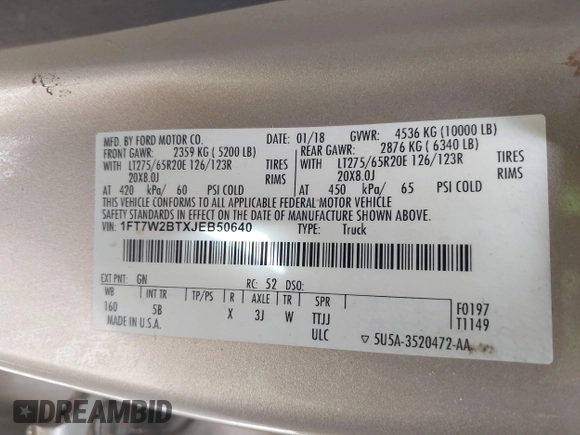 MFD. BY FORD MOTOR CO. DATE: 01/18 GVWR: 4536 KG (10000 LB)
FRONT GAWR: 2359 KG ( 5200 LB) REAR GAWR: 2876 KG ( 6340 LB)
WITH LT275/65R20E 126/123R TIRES WITH LT275/65R20E 126/123R TIRES
20X8.0J RIMS 20X8.0J RIMS
AT 420 kPa/ 60 PSI COLD AT 450 kPa/ 65 PSI COLD
THIS VEHICLE CONFORMS TO ALL APPLICABLE FEDERAL MOTOR VEHICLE
SAFETY STANDARDS IN EFFECT ON THE DATE OF MANUFACTURE SHOWN ABOVE.
VIN: 1FT7W2BTXJEB50640 TYPE: Truck
EXT PNT: GN RC: 52 DSO:
WB INT TR TP/PS R AXLE TR SPR
160 5B X 3J W TTJJ
ULC
F0197
T1149
MADE IN U.S.A.
▽ 5U5A-3520472-AA
DREAMBID